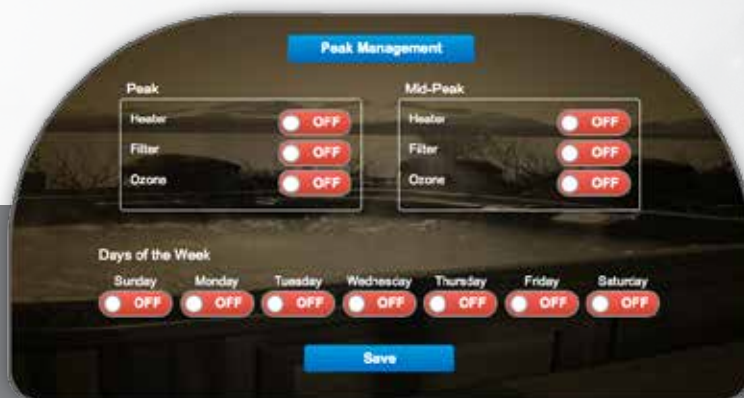 Peak Management
Peak Mid-Peak
Heater OFF Heater OFF
Filter OFF Filter OFF
Ozone OFF Ozone OFF
Days of the Week
Sunday Monday Tuesday Wednesday Thursday Friday Saturday
OFF OFF OFF OFF OFF OFF OFF
Save